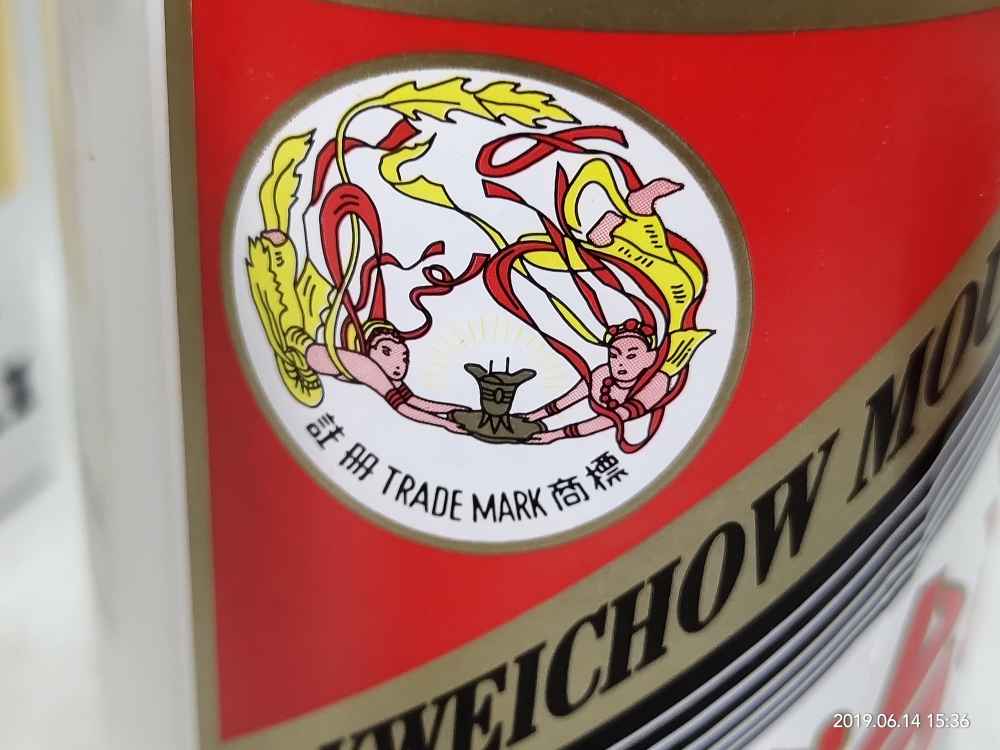 註册 TRADE MARK 商標
KWEICHOW MOU
2019.06.14 15:36